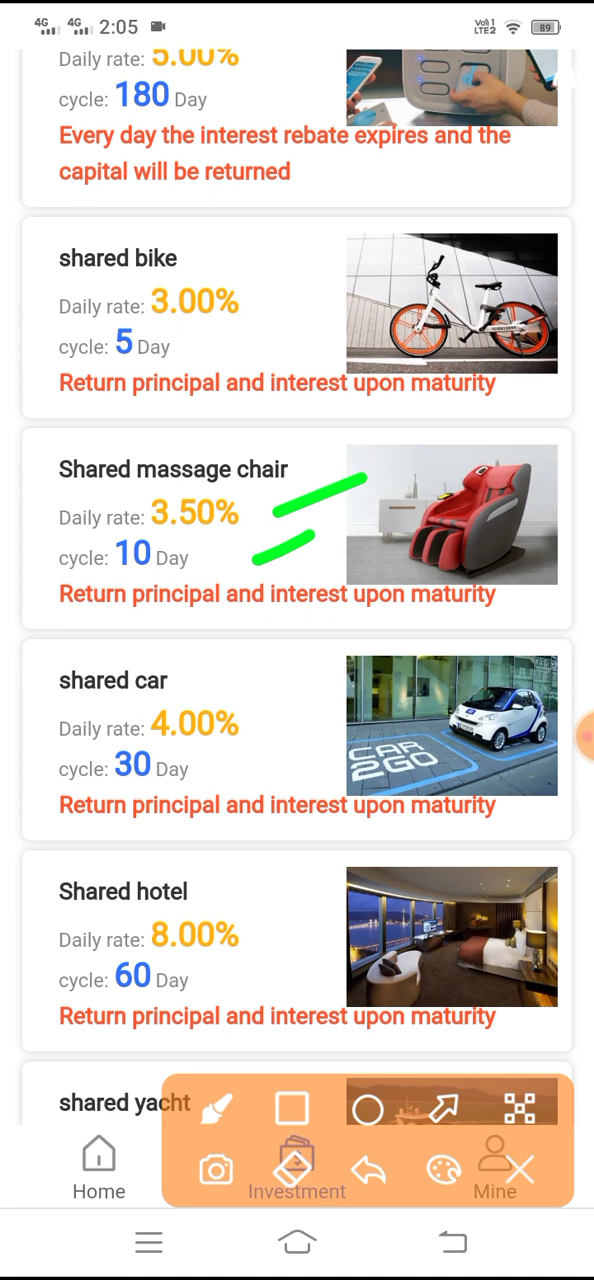 4G 4G 2:05 VoN 1 LTE2 89
Daily rate: 5.00%
cycle: 180 Day
Every day the interest rebate expires and the
capital will be returned
shared bike
Daily rate: 3.00%
cycle: 5 Day
Return principal and interest upon maturity
Shared massage chair
Daily rate: 3.50%
cycle: 10 Day
Return principal and interest upon maturity
shared car
Daily rate: 4.00%
cycle: 30 Day
CAR
2GO
Return principal and interest upon maturity
Shared hotel
Daily rate: 8.00%
cycle: 60 Day
Return principal and interest upon maturity
shared yacht
Home Investment Mine